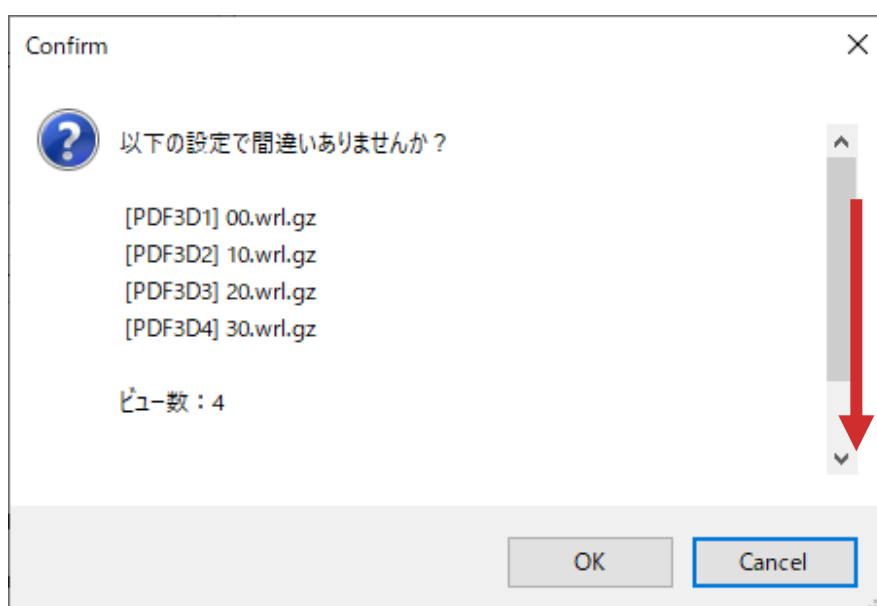 Confirm
以下の設定で間違いありませんか？
[PDF3D1] 00.wrl.gz
[PDF3D2] 10.wrl.gz
[PDF3D3] 20.wrl.gz
[PDF3D4] 30.wrl.gz
ビュー数：4
OK
Cancel